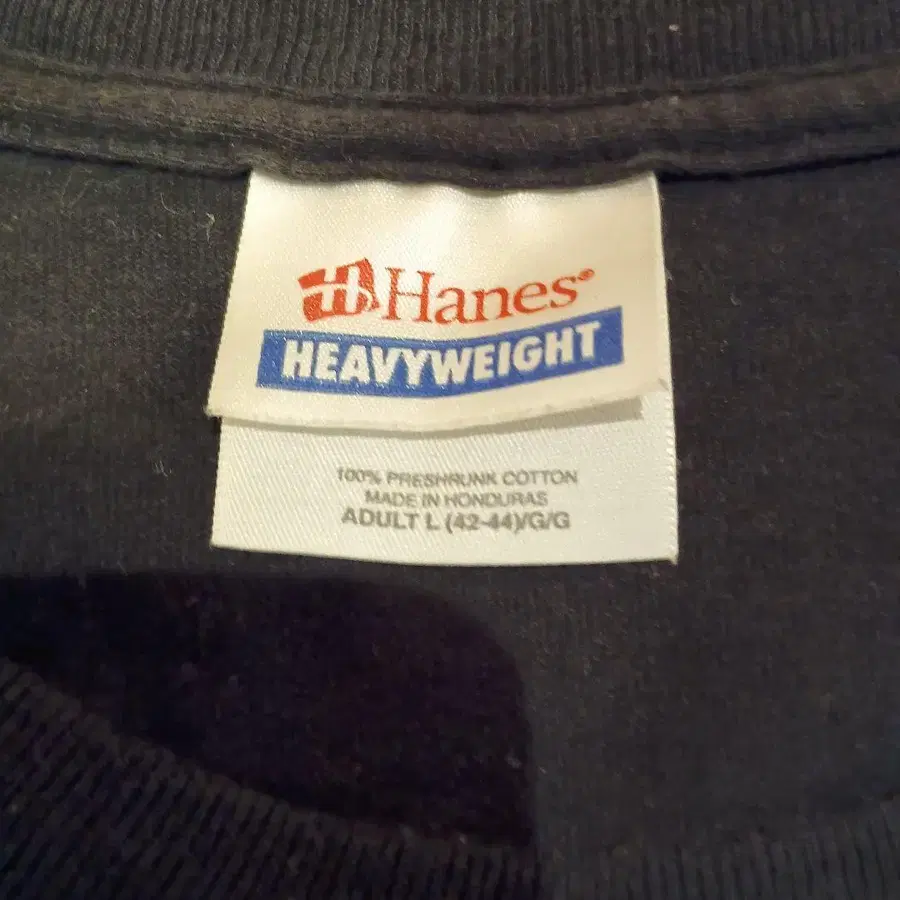 H Hanes®
HEAVYWEIGHT
100% PRESHRUNK COTTON
MADE IN HONDURAS
ADULT L (42-44)/G/G